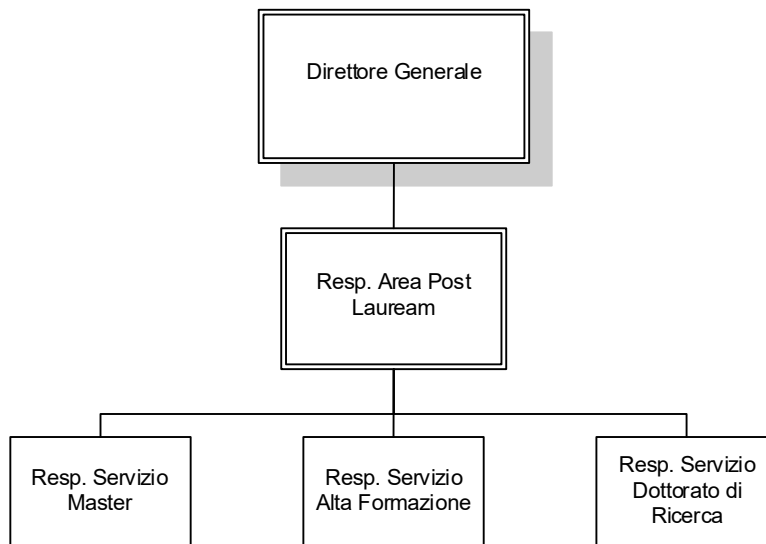 Direttore Generale
Resp. Area Post
Lauream
Resp. Servizio
Master
Resp. Servizio
Alta Formazione
Resp. Servizio
Dottorato di
Ricerca